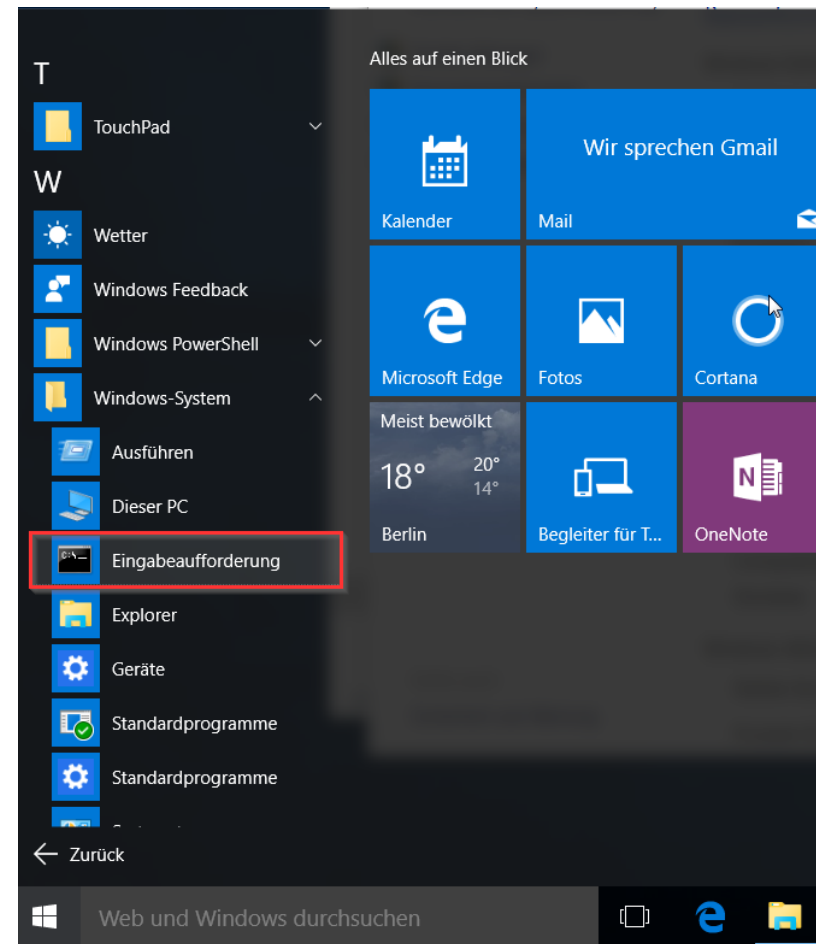 T
TouchPad
W
Wetter
Windows Feedback
Windows PowerShell
Windows-System
Ausführen
Dieser PC
Eingabeaufforderung
Explorer
Geräte
Standardprogramme
Standardprogramme
Zurück
Alles auf einen Blick
Kalender
Wir sprechen Gmail
Mail
Microsoft Edge
Fotos
Cortana
Meist bewölkt
18° 20°
14°
Berlin
Begleiter für T...
OneNote
Web und Windows durchsuchen